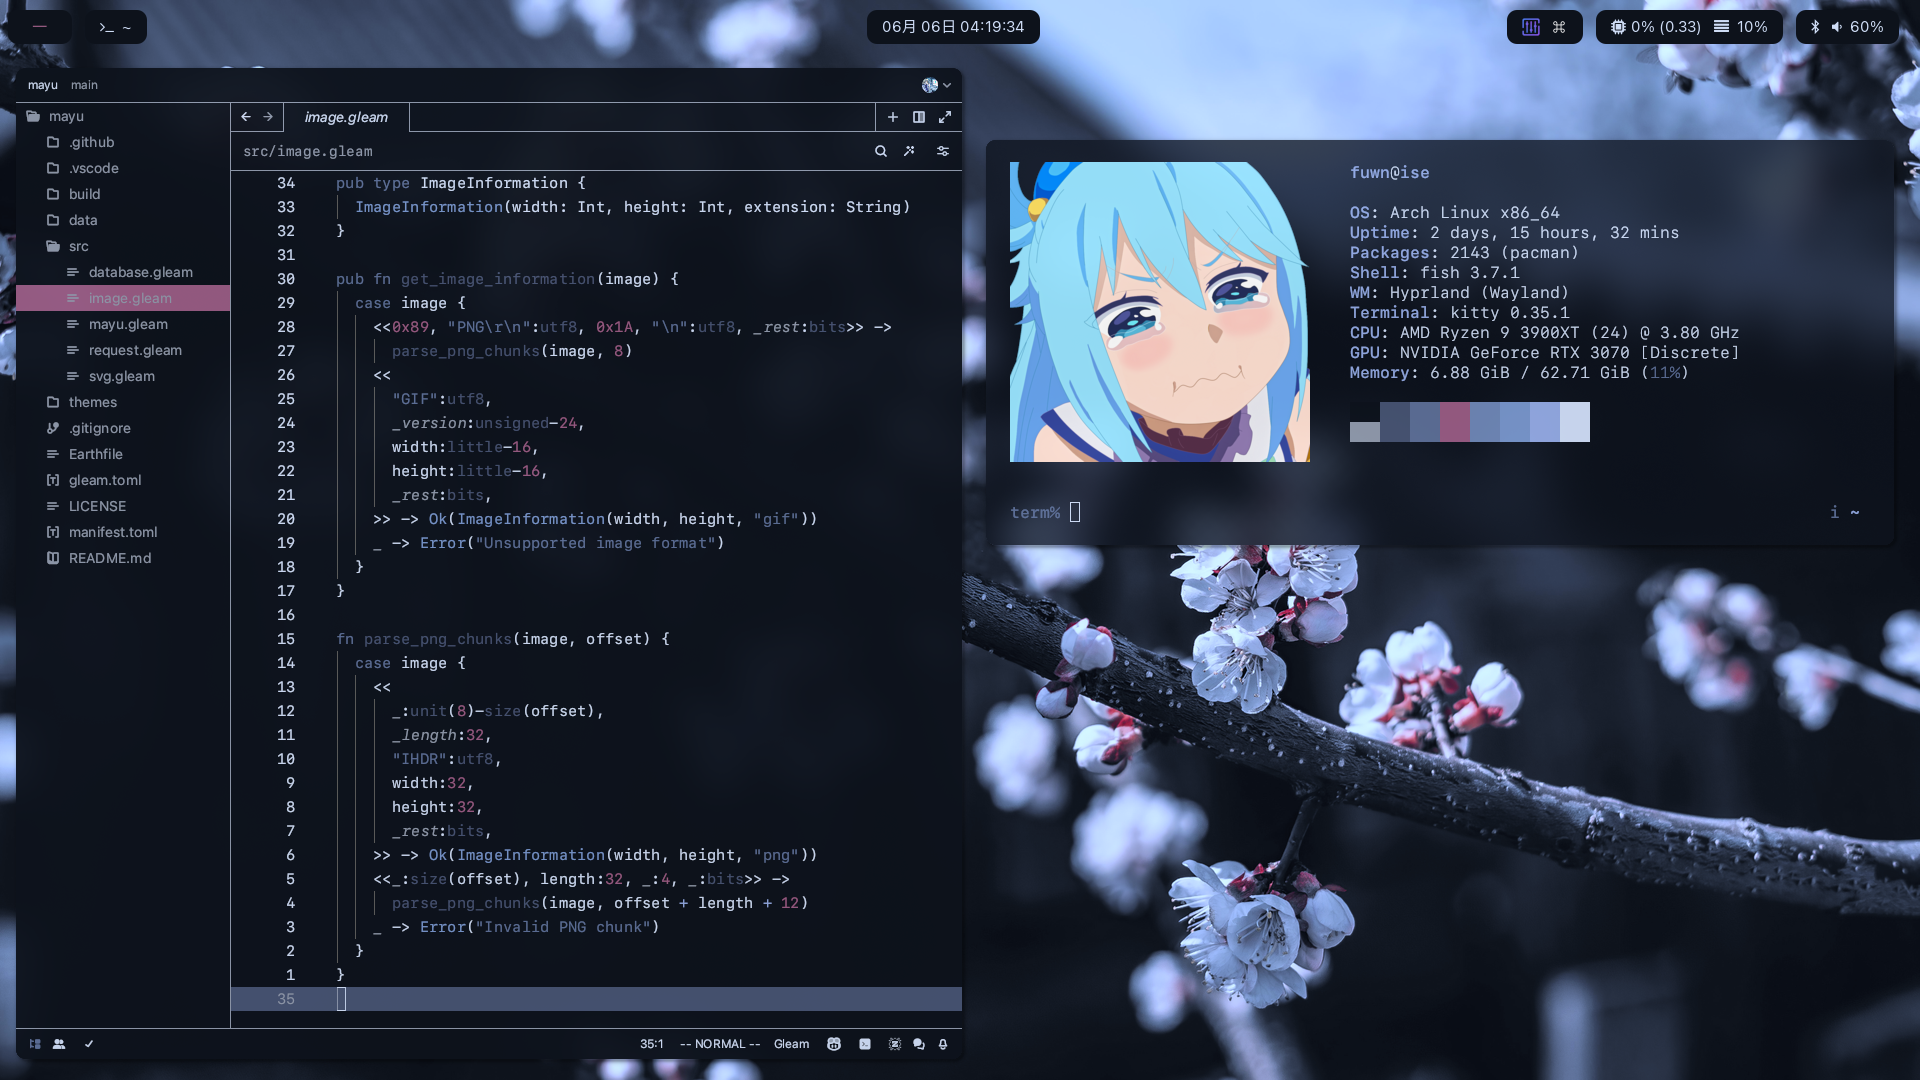 >_ ~
06月 06日 04:19:34
⌘
0% (0.33) 10%
60%
mayu main
mayu
.github
.vscode
build
data
src
database.gleam
image.gleam
mayu.gleam
request.gleam
svg.gleam
themes
.gitignore
Earthfile
gleam.toml
LICENSE
manifest.toml
README.md
image.gleam
src/image.gleam
34 pub type ImageInformation {
33 ImageInformation(width: Int, height: Int, extension: String)
32 }
31
30 pub fn get_image_information(image) {
29 case image {
28 <<0x89, "PNG\r\n":utf8, 0x1A, "\n":utf8, _rest:bits>> ->
27 parse_png_chunks(image, 8)
26 <<
25 "GIF":utf8,
24 _version:unsigned-24,
23 width:little-16,
22 height:little-16,
21 _rest:bits,
20 >> -> Ok(ImageInformation(width, height, "gif"))
19 _ -> Error("Unsupported image format")
18 }
17 }
16
15 fn parse_png_chunks(image, offset) {
14 case image {
13 <<
12 _:unit(8)-size(offset),
11 _length:32,
10 "IHDR":utf8,
9 width:32,
8 height:32,
7 _rest:bits,
6 >> -> Ok(ImageInformation(width, height, "png"))
5 <<_:size(offset), length:32, _:4, _:bits>> ->
4 parse_png_chunks(image, offset + length + 12)
3 _ -> Error("Invalid PNG chunk")
2 }
1 }
35
35:1 -- NORMAL -- Gleam
fuwn@ise
OS: Arch Linux x86_64
Uptime: 2 days, 15 hours, 32 mins
Packages: 2143 (pacman)
Shell: fish 3.7.1
WM: Hyprland (Wayland)
Terminal: kitty 0.35.1
CPU: AMD Ryzen 9 3900XT (24) @ 3.80 GHz
GPU: NVIDIA GeForce RTX 3070 [Discrete]
Memory: 6.88 GiB / 62.71 GiB (11%)
term% i ~